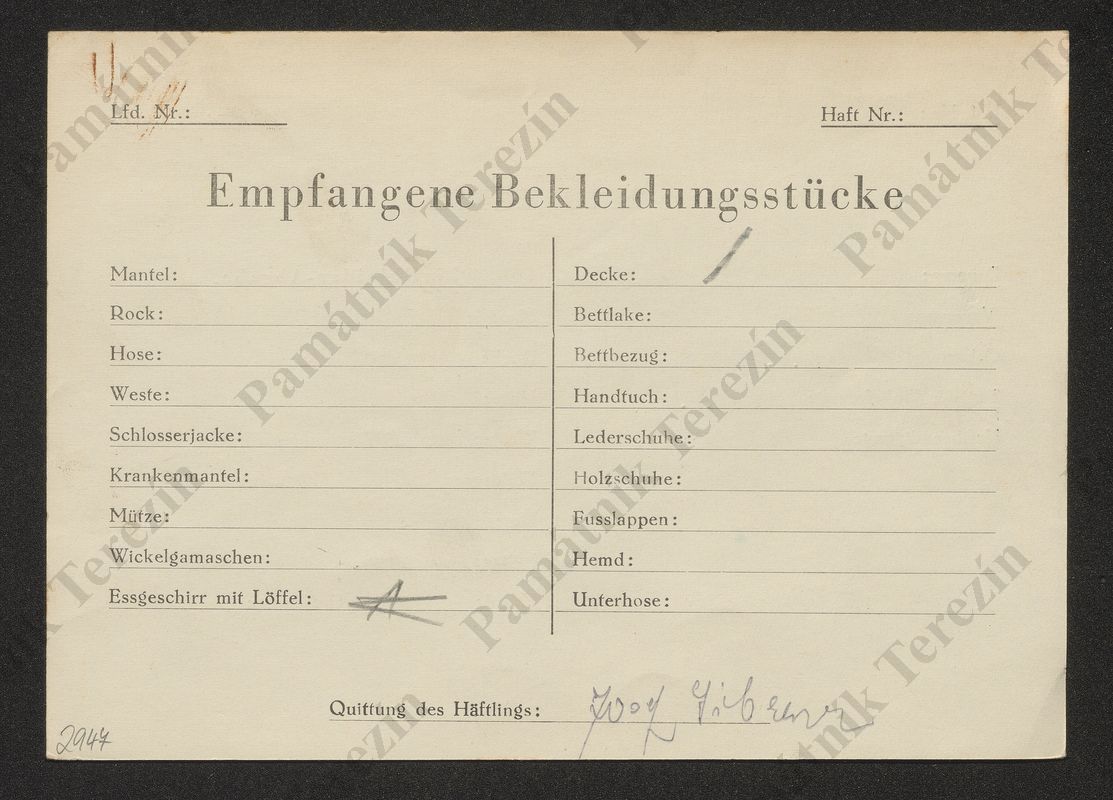 Lfd. Nr.:
Haft Nr.:
Empfangene Bekleidungsstücke
Mantel:
Rock:
Hose:
Weste:
Schlosserjacke:
Krankenmantel:
Mütze:
Wickelgamaschen:
Essgeschirr mit Löffel:
Decke: /
Bettlake:
Bettbezug:
Handtuch:
Lederschuhe:
Holzschuhe:
Fusslappen:
Hemd:
Unterhose:
Quittung des Häftlings:
2947
Památník Terezín